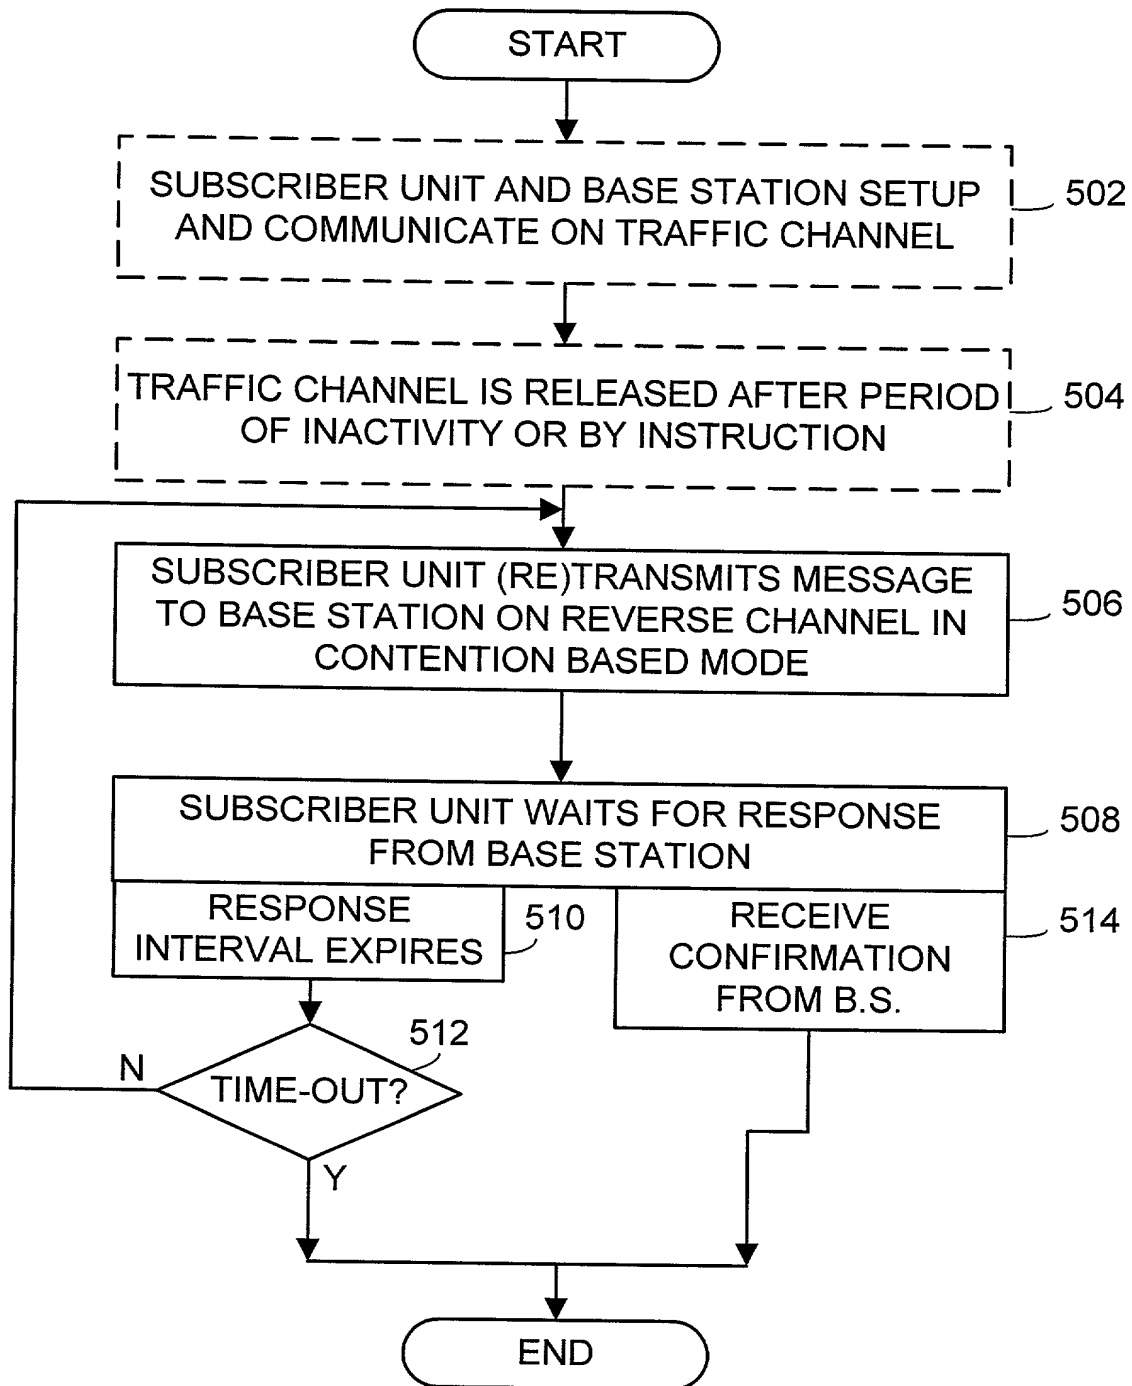 START
SUBSCRIBER UNIT AND BASE STATION SETUP
AND COMMUNICATE ON TRAFFIC CHANNEL
502
TRAFFIC CHANNEL IS RELEASED AFTER PERIOD
OF INACTIVITY OR BY INSTRUCTION
504
SUBSCRIBER UNIT (RE)TRANSMITS MESSAGE
TO BASE STATION ON REVERSE CHANNEL IN
CONTENTION BASED MODE
506
SUBSCRIBER UNIT WAITS FOR RESPONSE
FROM BASE STATION
508
RESPONSE
INTERVAL EXPIRES
510
RECEIVE
CONFIRMATION
FROM B.S.
514
512
N
TIME-OUT?
Y
END